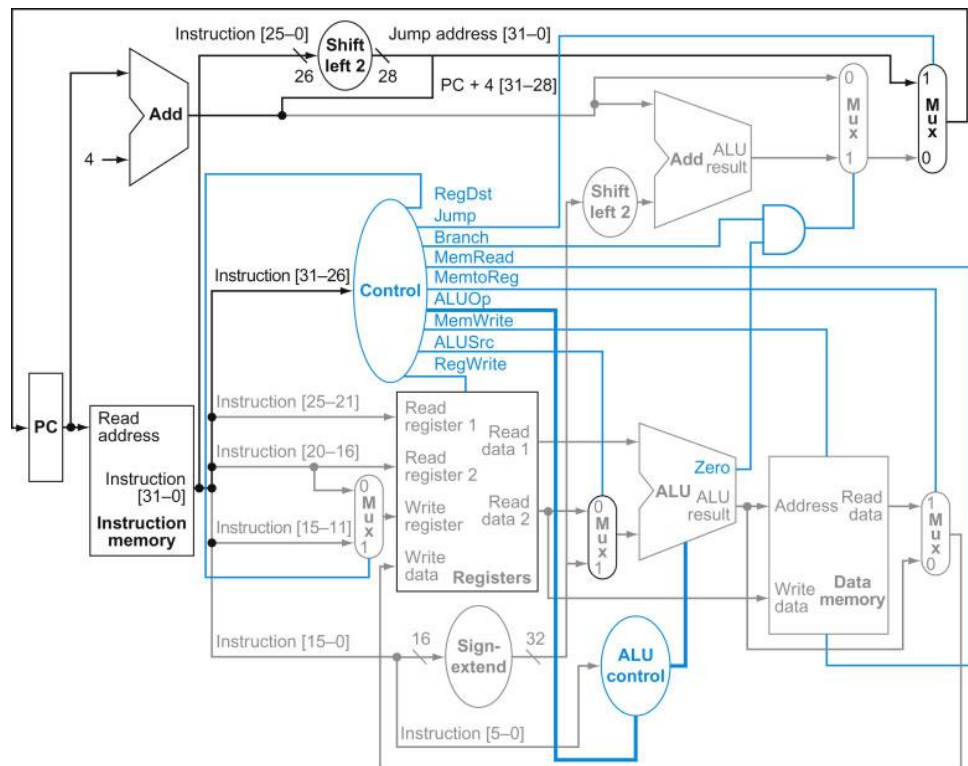 Instruction [25–0]
Shift
left 2
Jump address [31–0]
26
28
PC + 4 [31–28]
Add
4
0
M
u
x
1
1
M
u
x
0
Add
ALU
result
Shift
left 2
RegDst
Jump
Branch
MemRead
MemtoReg
ALUOp
MemWrite
ALUSrc
RegWrite
Instruction [31–26]
Control
PC
Read
address
Instruction
[31–0]
Instruction
memory
Instruction [25–21]
Instruction [20–16]
Instruction [15–11]
0
M
u
x
1
Read
register 1
Read
register 2
Write
register
Write
data
Read
data 1
Read
data 2
Registers
0
M
u
x
1
Zero
ALU
ALU
result
Address
Read
data
Write
data
Data
memory
1
M
u
x
0
Instruction [15–0]
16
Sign-
extend
32
ALU
control
Instruction [5–0]